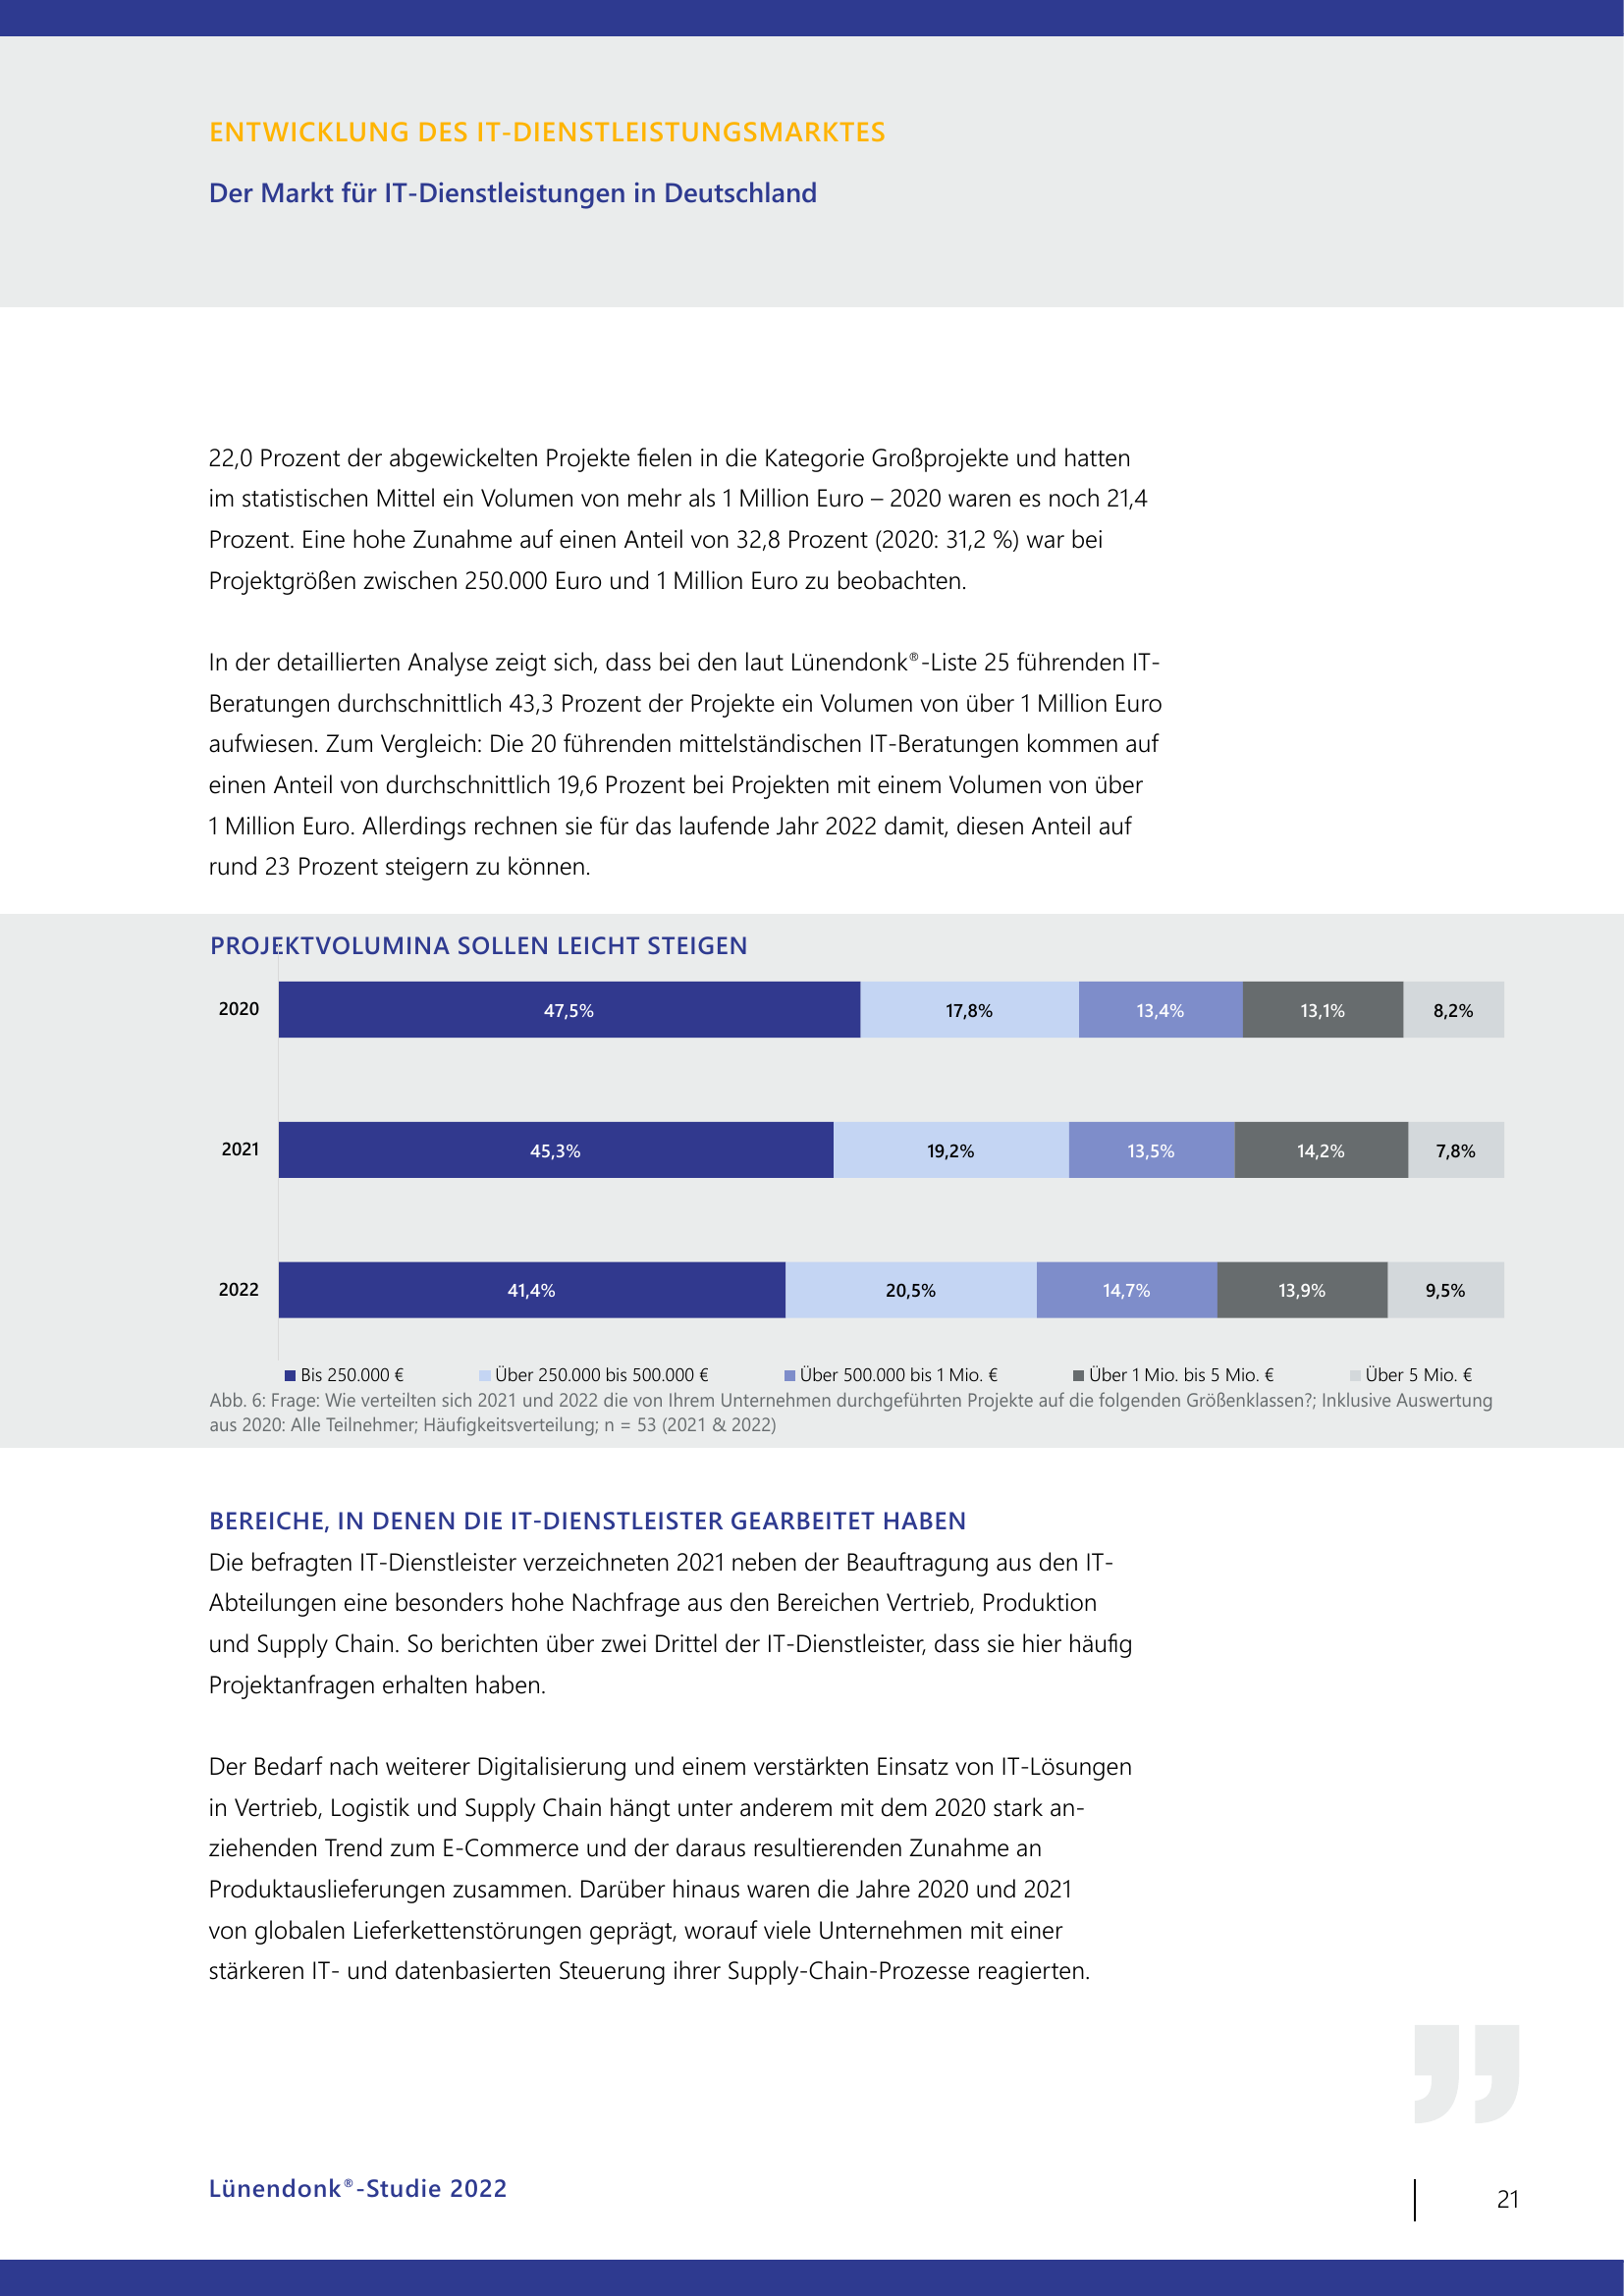 ENTWICKLUNG DES IT-DIENSTLEISTUNGSMARKTES
Der Markt für IT-Dienstleistungen in Deutschland
22,0 Prozent der abgewickelten Projekte fielen in die Kategorie Großprojekte und hatten
im statistischen Mittel ein Volumen von mehr als 1 Million Euro – 2020 waren es noch 21,4
Prozent. Eine hohe Zunahme auf einen Anteil von 32,8 Prozent (2020: 31,2 %) war bei
Projektgrößen zwischen 250.000 Euro und 1 Million Euro zu beobachten.
In der detaillierten Analyse zeigt sich, dass bei den laut Lünendonk®-Liste 25 führenden IT-
Beratungen durchschnittlich 43,3 Prozent der Projekte ein Volumen von über 1 Million Euro
aufwiesen. Zum Vergleich: Die 20 führenden mittelständischen IT-Beratungen kommen auf
einen Anteil von durchschnittlich 19,6 Prozent bei Projekten mit einem Volumen von über
1 Million Euro. Allerdings rechnen sie für das laufende Jahr 2022 damit, diesen Anteil auf
rund 23 Prozent steigern zu können.
PROJEKTVOLUMINA SOLLEN LEICHT STEIGEN
2020 47,5% 17,8% 13,4% 13,1% 8,2%
2021 45,3% 19,2% 13,5% 14,2% 7,8%
2022 41,4% 20,5% 14,7% 13,9% 9,5%
Bis 250.000 € Über 250.000 bis 500.000 € Über 500.000 bis 1 Mio. € Über 1 Mio. bis 5 Mio. € Über 5 Mio. €
Abb. 6: Frage: Wie verteilten sich 2021 und 2022 die von Ihrem Unternehmen durchgeführten Projekte auf die folgenden Größenklassen?; Inklusive Auswertung
aus 2020: Alle Teilnehmer; Häufigkeitsverteilung; n = 53 (2021 & 2022)
BEREICHE, IN DENEN DIE IT-DIENSTLEISTER GEARBEITET HABEN
Die befragten IT-Dienstleister verzeichneten 2021 neben der Beauftragung aus den IT-
Abteilungen eine besonders hohe Nachfrage aus den Bereichen Vertrieb, Produktion
und Supply Chain. So berichten über zwei Drittel der IT-Dienstleister, dass sie hier häufig
Projektanfragen erhalten haben.
Der Bedarf nach weiterer Digitalisierung und einem verstärkten Einsatz von IT-Lösungen
in Vertrieb, Logistik und Supply Chain hängt unter anderem mit dem 2020 stark an-
ziehenden Trend zum E-Commerce und der daraus resultierenden Zunahme an
Produktauslieferungen zusammen. Darüber hinaus waren die Jahre 2020 und 2021
von globalen Lieferkettenstörungen geprägt, worauf viele Unternehmen mit einer
stärkeren IT- und datenbasierten Steuerung ihrer Supply-Chain-Prozesse reagierten.
Lünendonk®-Studie 2022
21